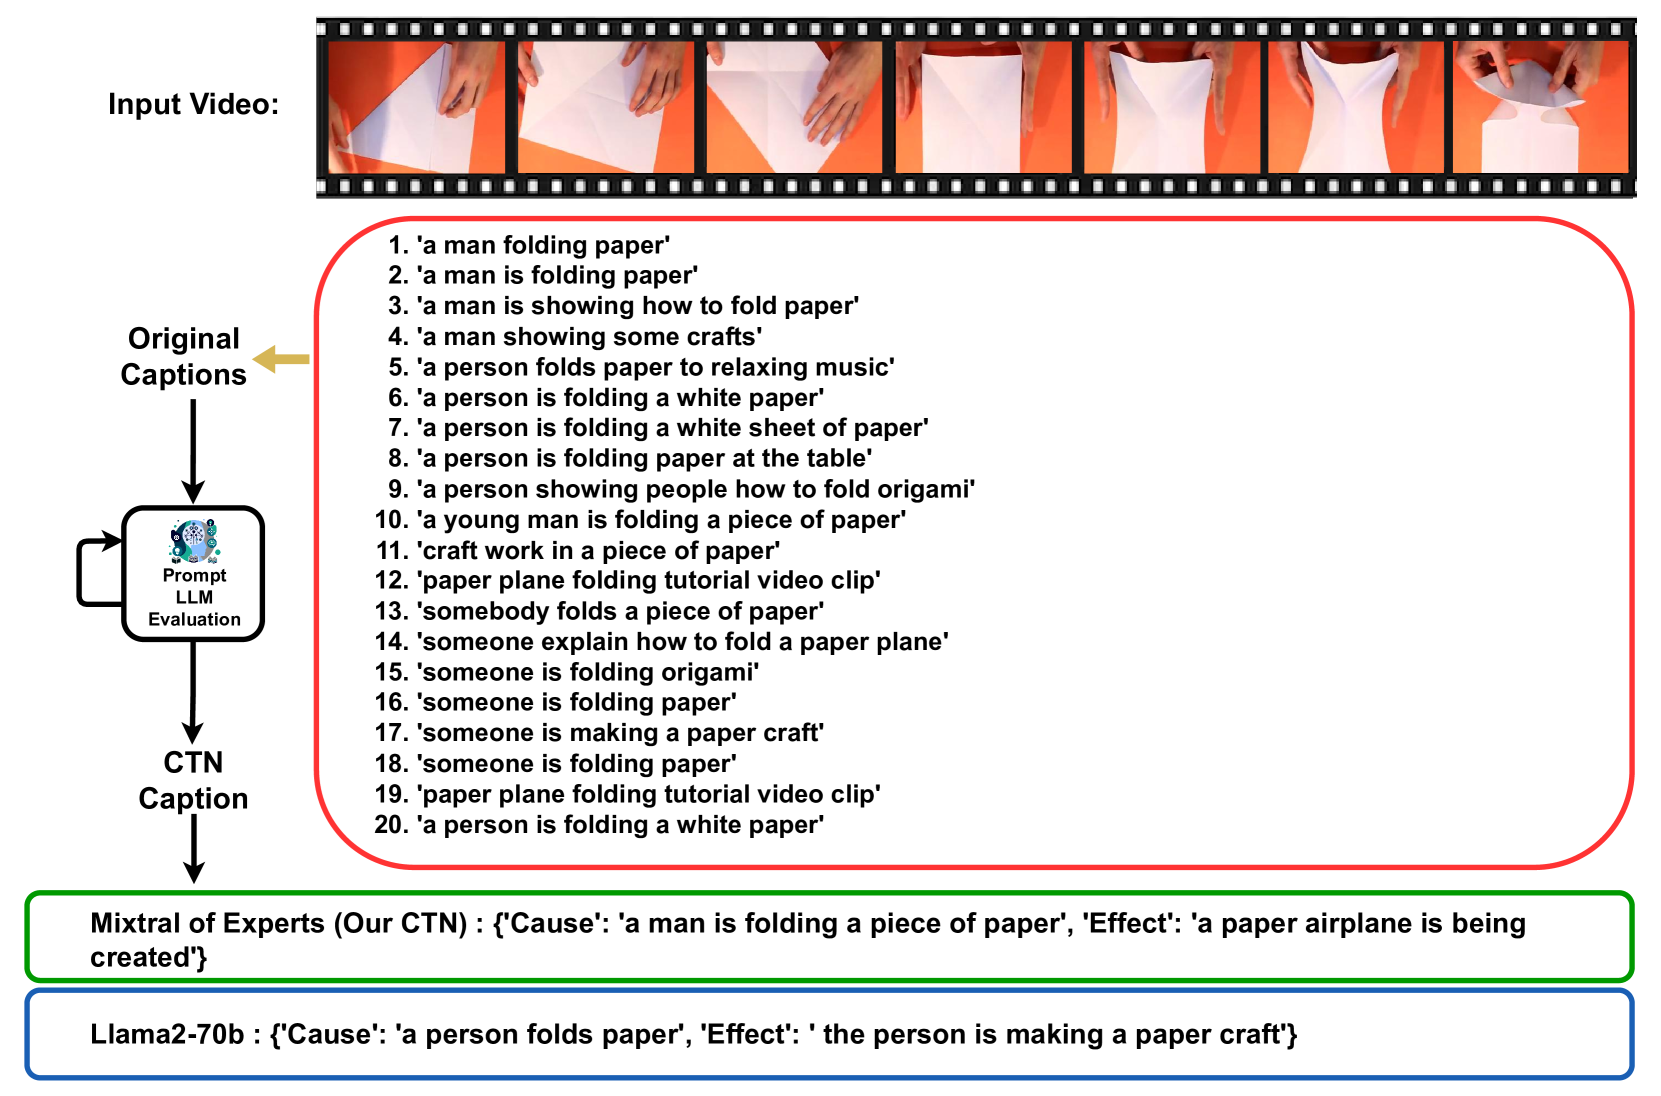 Input Video:
1. 'a man folding paper'
2. 'a man is folding paper'
3. 'a man is showing how to fold paper'
4. 'a man showing some crafts'
5. 'a person folds paper to relaxing music'
6. 'a person is folding a white paper'
7. 'a person is folding a white sheet of paper'
8. 'a person is folding paper at the table'
9. 'a person showing people how to fold origami'
10. 'a young man is folding a piece of paper'
11. 'craft work in a piece of paper'
12. 'paper plane folding tutorial video clip'
13. 'somebody folds a piece of paper'
14. 'someone explain how to fold a paper plane'
15. 'someone is folding origami'
16. 'someone is folding paper'
17. 'someone is making a paper craft'
18. 'someone is folding paper'
19. 'paper plane folding tutorial video clip'
20. 'a person is folding a white paper'
Original
Captions
Prompt
LLM
Evaluation
CTN
Caption
Mixtral of Experts (Our CTN) : {'Cause': 'a man is folding a piece of paper', 'Effect': 'a paper airplane is being
created'}
Llama2-70b : {'Cause': 'a person folds paper', 'Effect': ' the person is making a paper craft'}